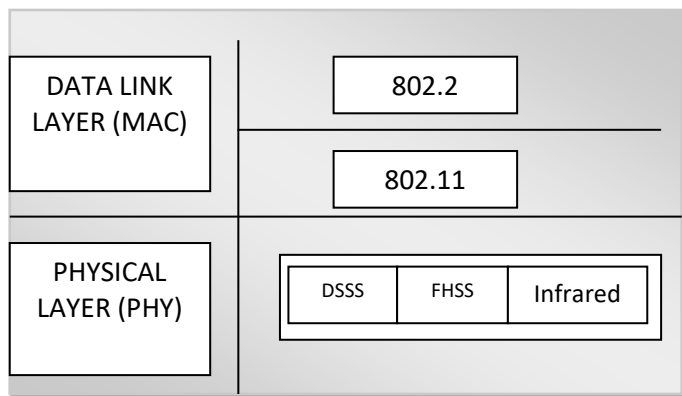 DATA LINK
LAYER (MAC)
802.2
802.11
PHYSICAL
LAYER (PHY)
DSSS
FHSS
Infrared